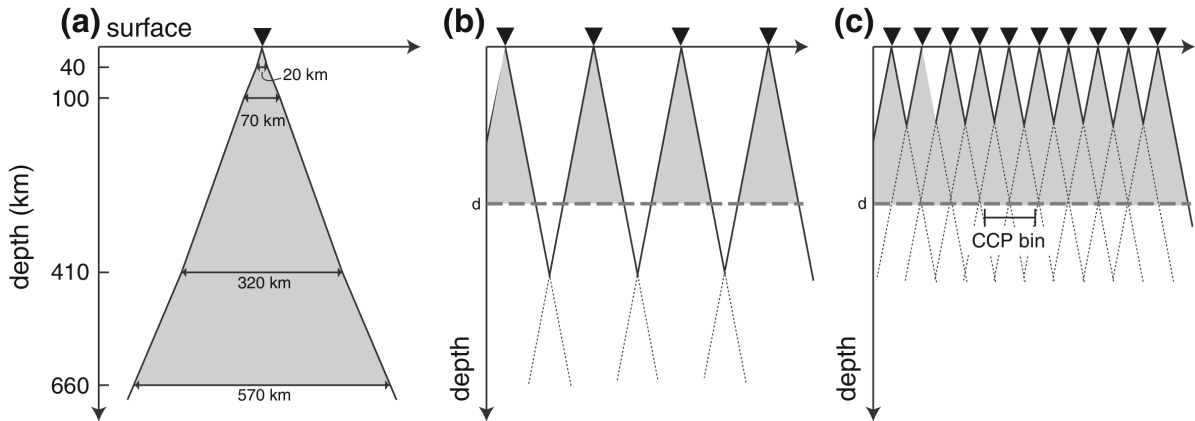 (a) surface
40
20 km
100
70 km
410
320 km
660
570 km
depth (km)
(b)
d
depth
(c)
d
CCP bin
depth